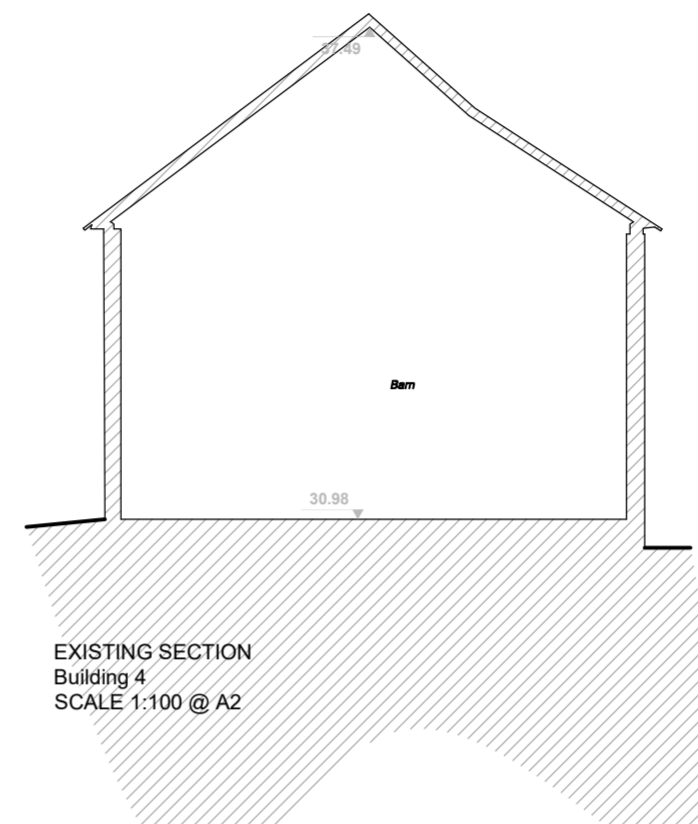 37.49
Barn
30.98
EXISTING SECTION
Building 4
SCALE 1:100 @ A2